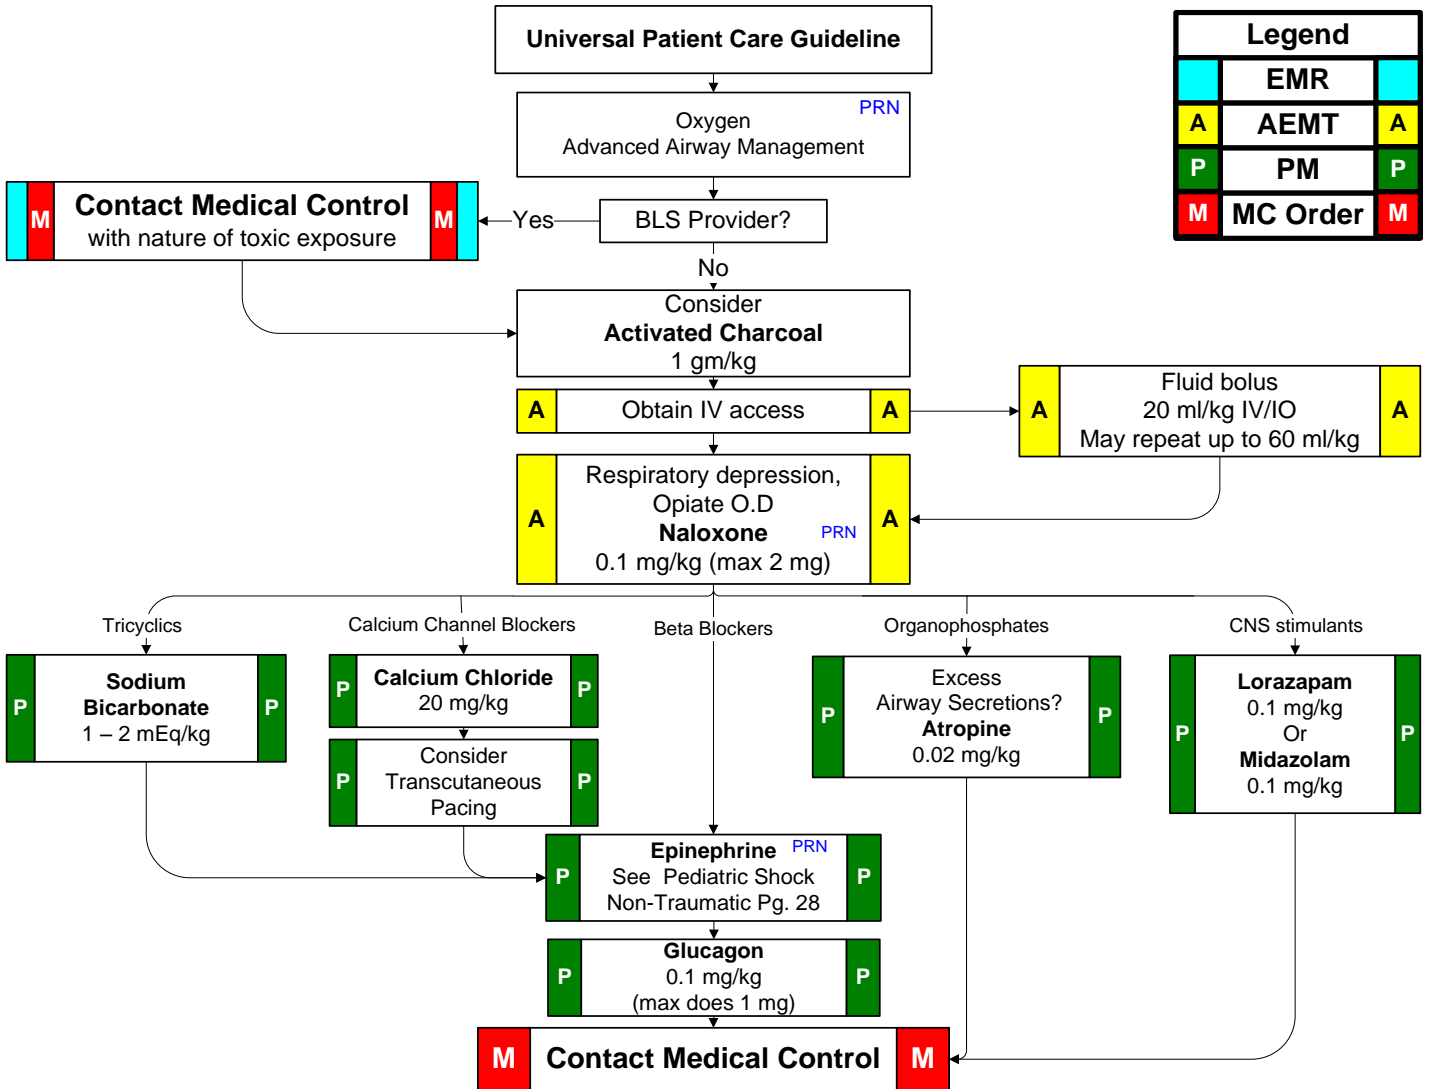 Universal Patient Care Guideline
PRN
Oxygen
Advanced Airway Management
Legend
EMR
A AEMT A
P PM P
M MC Order M
M Contact Medical Control M
with nature of toxic exposure
Yes
BLS Provider?
No
Consider
Activated Charcoal
1 gm/kg
A Obtain IV access A
A Fluid bolus A
20 ml/kg IV/IO
May repeat up to 60 ml/kg
Respiratory depression,
Opiate O.D
A Naloxone PRN A
0.1 mg/kg (max 2 mg)
Tricyclics
Calcium Channel Blockers
Beta Blockers
Organophosphates
CNS stimulants
P Sodium P
Bicarbonate
1 – 2 mEq/kg
P Calcium Chloride P
20 mg/kg
P Consider P
Transcutaneous
Pacing
Excess
Airway Secretions?
P Atropine P
0.02 mg/kg
Lorazapam
0.1 mg/kg
P Or P
Midazolam
0.1 mg/kg
Epinephrine PRN
P See Pediatric Shock P
Non-Traumatic Pg. 28
Glucagon
P 0.1 mg/kg P
(max does 1 mg)
M Contact Medical Control M